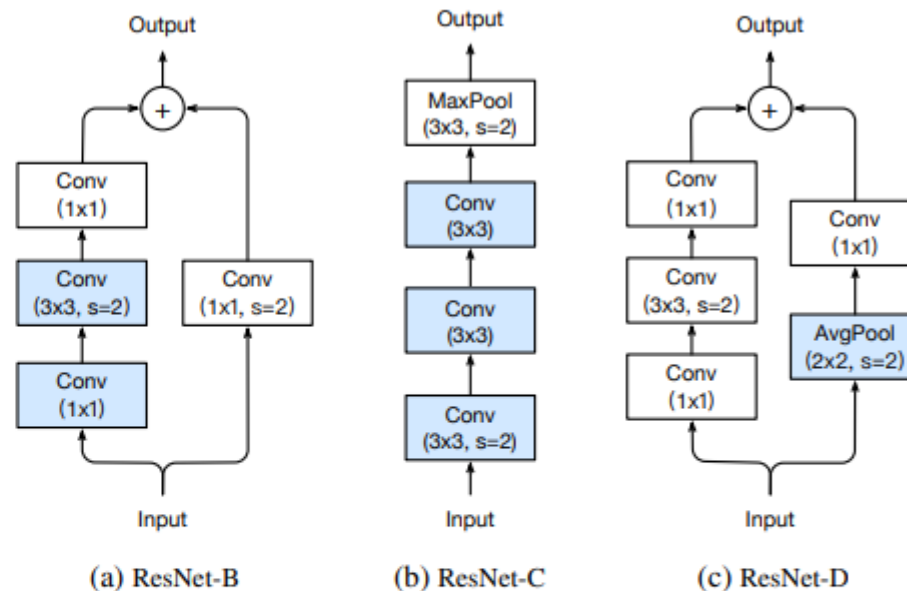 Output
+
Conv
(1x1)
Conv
(3x3, s=2)
Conv
(1x1, s=2)
Conv
(1x1)
Input
(a) ResNet-B
Output
MaxPool
(3x3, s=2)
Conv
(3x3)
Conv
(3x3)
Conv
(3x3, s=2)
Input
(b) ResNet-C
Output
+
Conv
(1x1)
Conv
(1x1)
Conv
(3x3, s=2)
AvgPool
(2x2, s=2)
Conv
(1x1)
Input
(c) ResNet-D